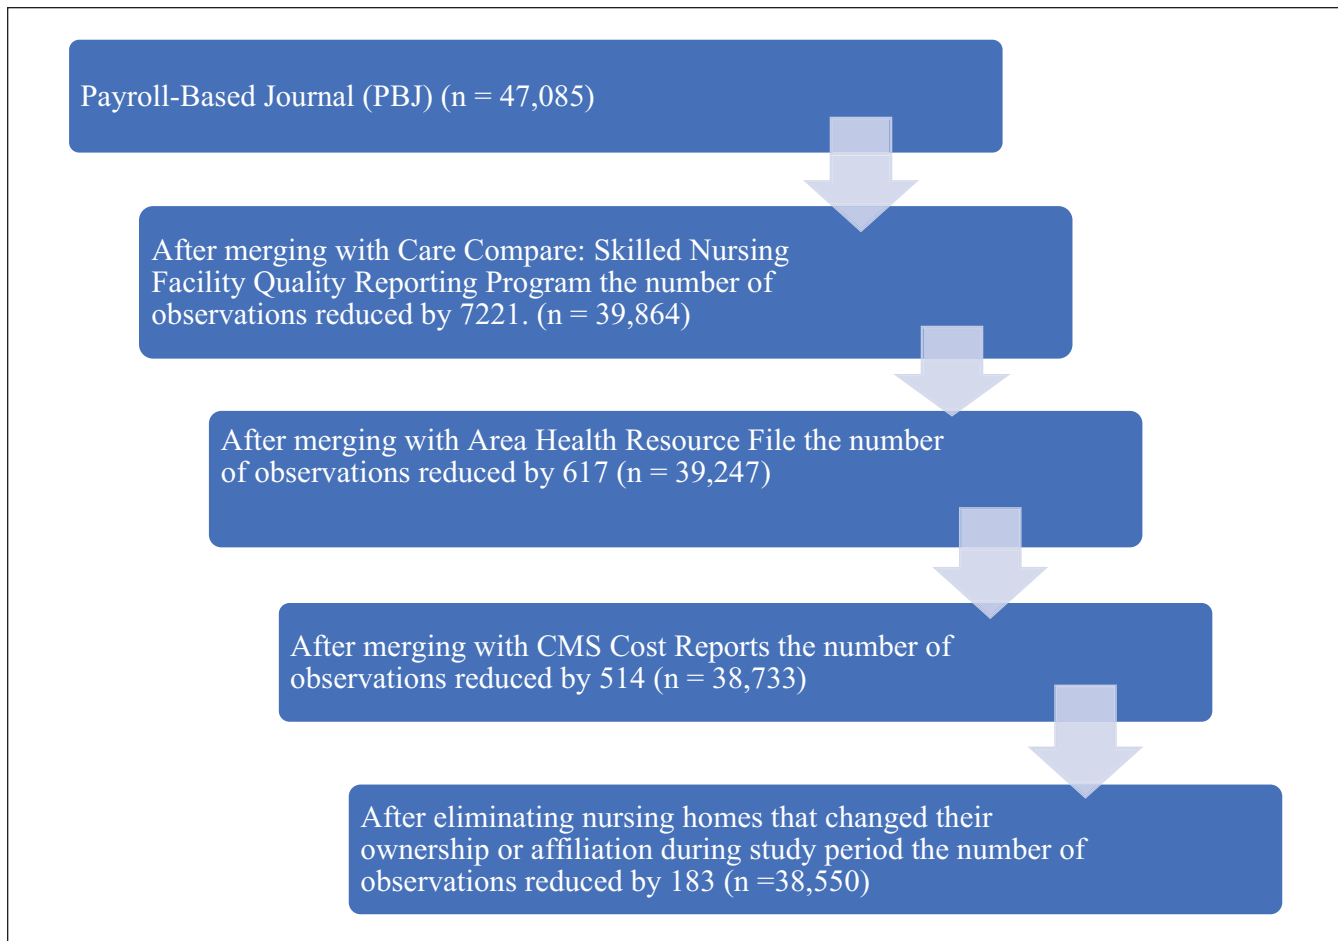 Payroll-Based Journal (PBJ) (n = 47,085)
After merging with Care Compare: Skilled Nursing
Facility Quality Reporting Program the number of
observations reduced by 7221. (n = 39,864)
After merging with Area Health Resource File the number
of observations reduced by 617 (n = 39,247)
After merging with CMS Cost Reports the number of
observations reduced by 514 (n = 38,733)
After eliminating nursing homes that changed their
ownership or affiliation during study period the number of
observations reduced by 183 (n =38,550)